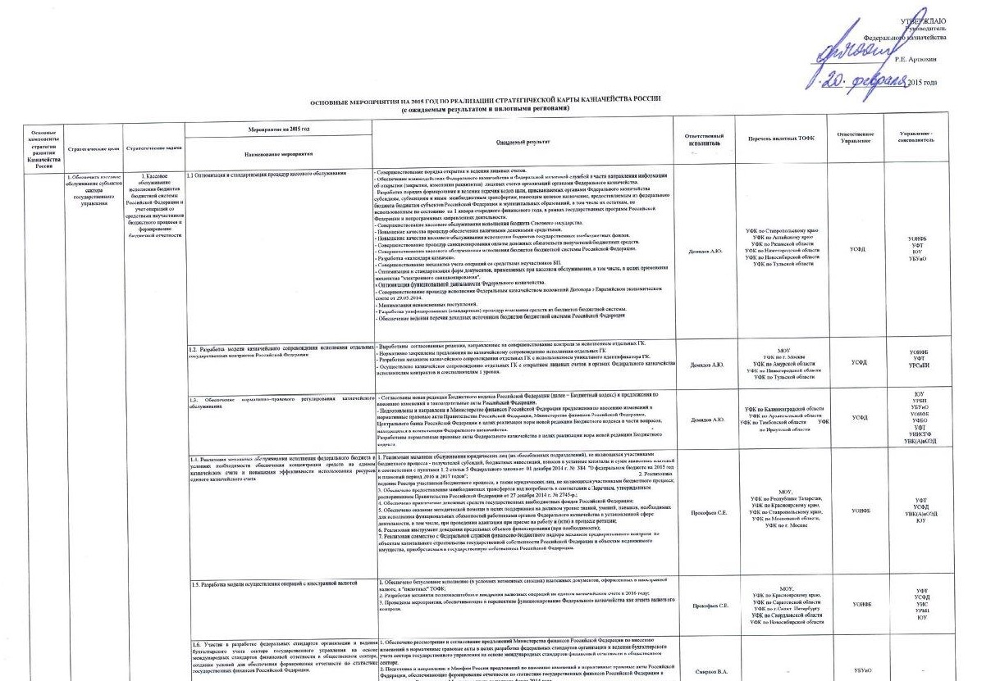 УТВЕРЖДАЮ
Руководитель
Федерального казначейства
Р.Е. Артюхин
20 февраля 2015 года
ОСНОВНЫЕ МЕРОПРИЯТИЯ НА 2015 ГОД ПО РЕАЛИЗАЦИИ СТРАТЕГИЧЕСКОЙ КАРТЫ КАЗНАЧЕЙСТВА РОССИИ
(с ожидаемым результатом и пилотными регионами)
Основные
компоненты
стратегии
развития
Казначейства
России
Стратегические цели
Стратегические задачи
Мероприятие на 2015 год
Наименование мероприятия
Ожидаемый результат
Ответственный
исполнитель
Перечень пилотных ТОФК
Ответственное
Управление
Управление -
соисполнитель
1.Обеспечить кассовое
обслуживание субъектов
сектора
государственного
управления
1.Кассовое
обслуживание
исполнения бюджетов
бюджетной системы
Российской Федерации и
учет операций со
средствами неучастников
бюджетного процесса и
формирование
бюджетной отчетности
1.1 Оптимизация и стандартизация процедур кассового обслуживания
- Совершенствование порядка открытия и ведения лицевых счетов.
- Обеспечение взаимодействия Федерального казначейства и Федеральной налоговой службой в части направления информации
об открытии (закрытии, изменении реквизитов) лицевых счетов организаций органами Федерального казначейства.
- Разработка порядка формирования и ведения перечня кодов цели, присваиваемых органами Федерального казначейства
субсидиям, субвенциям и иным межбюджетным трансфертам, имеющим целевое назначение, предоставляемым из федерального
бюджета бюджетам субъектов Российской Федерации и муниципальных образований, в том числе их остаткам, не
использованным по состоянию на 1 января очередного финансового года, в рамках государственных программ Российской
Федерации и непрограммных направлениях деятельности.
- Совершенствование кассового обслуживания исполнения бюджета Союзного государства.
- Повышение качества процедур обеспечения наличными денежными средствами.
- Повышение качества кассового обслуживания исполнения бюджетов государственных внебюджетных фондов.
- Совершенствование процедур санкционирования оплаты денежных обязательств получателей бюджетных средств.
- Совершенствование кассового обслуживания исполнения бюджетов бюджетной системы Российской Федерации.
- Разработка «календаря казначея».
- Совершенствование механизма учета операций со средствами неучастников БП.
- Оптимизация и стандартизация форм документов, применяемых при кассовом обслуживании, в том числе, в целях применения
механизма "электронного санкционирования".
- Оптимизация функциональной деятельности Федерального казначейства.
- Совершенствование процедур исполнения Федеральным казначейством положений Договора о Евразийском экономическом
союзе от 29.05.2014.
- Минимизация невыясненных поступлений.
- Разработка унифицированных (стандартных) процедур взыскания средств из бюджетов бюджетной системы.
- Обеспечение ведения перечня доходных источников бюджетов бюджетной системы Российской Федерации
Демидов А.Ю.
УФК по Ставропольскому краю
УФК по Алтайскому краю
УФК по Рязанской области
УФК по Нижегородской области
УФК по Новосибирской области
УФК по Тульской области
УСФД
УОИФБ
УФТ
ЮУ
УБУиО
1.2. Разработка модели казначейского сопровождения исполнения отдельных
государственных контрактов Российской Федерации
- Выработаны согласованные решения, направленные на совершенствование контроля за исполнением отдельных ГК.
- Нормативно закреплены предложения по казначейскому сопровождению исполнения отдельных ГК
- Разработан механизм казначейского сопровождения отдельных ГК с использованием уникального идентификатора ГК.
- Осуществлено казначейское сопровождение отдельных ГК с открытием лицевых счетов в органах Федерального казначейства
исполнителям контрактов и соисполнителям 1 уровня.
Демидов А.Ю.
МОУ
УФК по г. Москве
УФК по Амурской области
УФК по Нижегородской области
УФК по Тульской области
УСФД
УОИФБ
УФТ
1.3. Обеспечение нормативно-правового регулирования казначейского
обслуживания
- Согласована новая редакция Бюджетного кодекса Российской Федерации (далее – Бюджетный кодекс) и предложения по
внесению изменений в законодательные акты Российской Федерации.
- Подготовлены и направлены в Министерство финансов Российской Федерации предложения по внесению изменений в
нормативные правовые акты Правительства Российской Федерации, Министерства финансов Российской Федерации,
Центрального банка Российской Федерации в целях реализации норм новой редакции Бюджетного кодекса в части вопросов,
находящихся в компетенции Федерального казначейства.
Разработаны нормативные правовые акты Федерального казначейства в целях реализации норм новой редакции Бюджетного
кодекса
Демидов А.Ю.
УФК по Калининградской области
УФК по Архангельской области
УФК по Тамбовской области УФК
по Иркутской области
УСФД
ЮУ
УРБП
УБУиО
УОИФБ
УФБО
УФТ
УИИСТФ
УВК(А)иОЭД
1.4. Реализация механизма обслуживания исполнения федерального бюджета в
условиях необходимости обеспечения концентрации средств на едином
казначейском счете и повышения эффективности использования ресурсов
единого казначейского счета
1. Реализован механизм обслуживания юридических лиц (их обособленных подразделений), не являющихся участниками
бюджетного процесса - получателей субсидий, бюджетных инвестиций, взносов в уставные капиталы и сумм авансовых платежей
в соответствии с пунктами 1, 2 статьи 5 Федерального закона от 01 декабря 2014 г. № 384 "О федеральном бюджете на 2015 год
и плановый период 2016 и 2017 годов"; 2. Реализовано
ведение Реестра участников бюджетного процесса, а также юридических лиц, не являющихся участниками бюджетного процесса;
3. Обеспечено предоставление межбюджетных трансфертов под потребность в соответствии с Перечнем, утвержденным
распоряжением Правительства Российской Федерации от 27 декабря 2014 г. № 2745-р.;
4. Обеспечено привлечение денежных средств государственных внебюджетных фондов Российской Федерации;
5. Обеспечено оказание методической помощи в целях поддержания на должном уровне знаний, умений, навыков, необходимых
для исполнения функциональных обязанностей работниками органов Федерального казначейства в установленной сфере
деятельности, в том числе, при проведении адаптации при приеме на работу и (или) в процессе ротации;
6. Реализован инструмент доведения предельных объемов финансирования (при необходимости);
7. Реализован совместно с Федеральной службой финансово-бюджетного надзора механизм предварительного контроля по
объектам капитального строительства государственной собственности Российской Федерации и объектам недвижимого
имущества, приобретаемым в государственную собственность Российской Федерации.
Прокофьев С.Е.
МОУ,
УФК по Республике Татарстан,
УФК по Красноярскому краю,
УФК по Ставропольскому краю,
УФК по Московской области,
УФК по г. Москве
УОИФБ
УФТ
УСФД
УВК(А)иОЭД
ЮУ
1.5. Разработка модели осуществления операций с иностранной валютой
1. Обеспечено безусловное исполнение (в условиях возможных санкций) платежных документов, оформленных в иностранной
валюте, в "пилотных" ТОФК;
2. Разработан механизм полномасштабного внедрения валютных операций на едином казначейском счете к 2016 году;
3. Проведены мероприятия, обеспечивающие в перспективе функционирование Федерального казначейства как агента валютного
контроля.
Прокофьев С.Е.
МОУ,
УФК по Красноярскому краю,
УФК по Саратовской области
УФК по г.Санкт-Петербургу
УФК по Свердловской области
УФК по Новосибирской области
УОИФБ
УФТ
УСФД
УИС
УРБП
ЮУ
1.6. Участие в разработке федеральных стандартов организации и ведения
бухгалтерского учета сектора государственного управления на основе
международных стандартов финансовой отчетности в общественном секторе,
создание условий для обеспечения формирования отчетности по статистике
государственных финансов Российской Федерации.
1. Обеспечено рассмотрение и согласование предложений Министерства финансов Российской Федерации по внесению
изменений в нормативные правовые акты в целях разработки федеральных стандартов организации и ведения бухгалтерского
учета сектора государственного управления на основе международных стандартов финансовой отчетности в общественном
секторе.
2. Подготовка и направление в Минфин России предложений по внесению изменений в нормативные правовые акты Российской
Федерации, обеспечивающие формирование отчетности по статистике государственных финансов Российской Федерации в
Смирнов В.А.
–
УБУиО
–